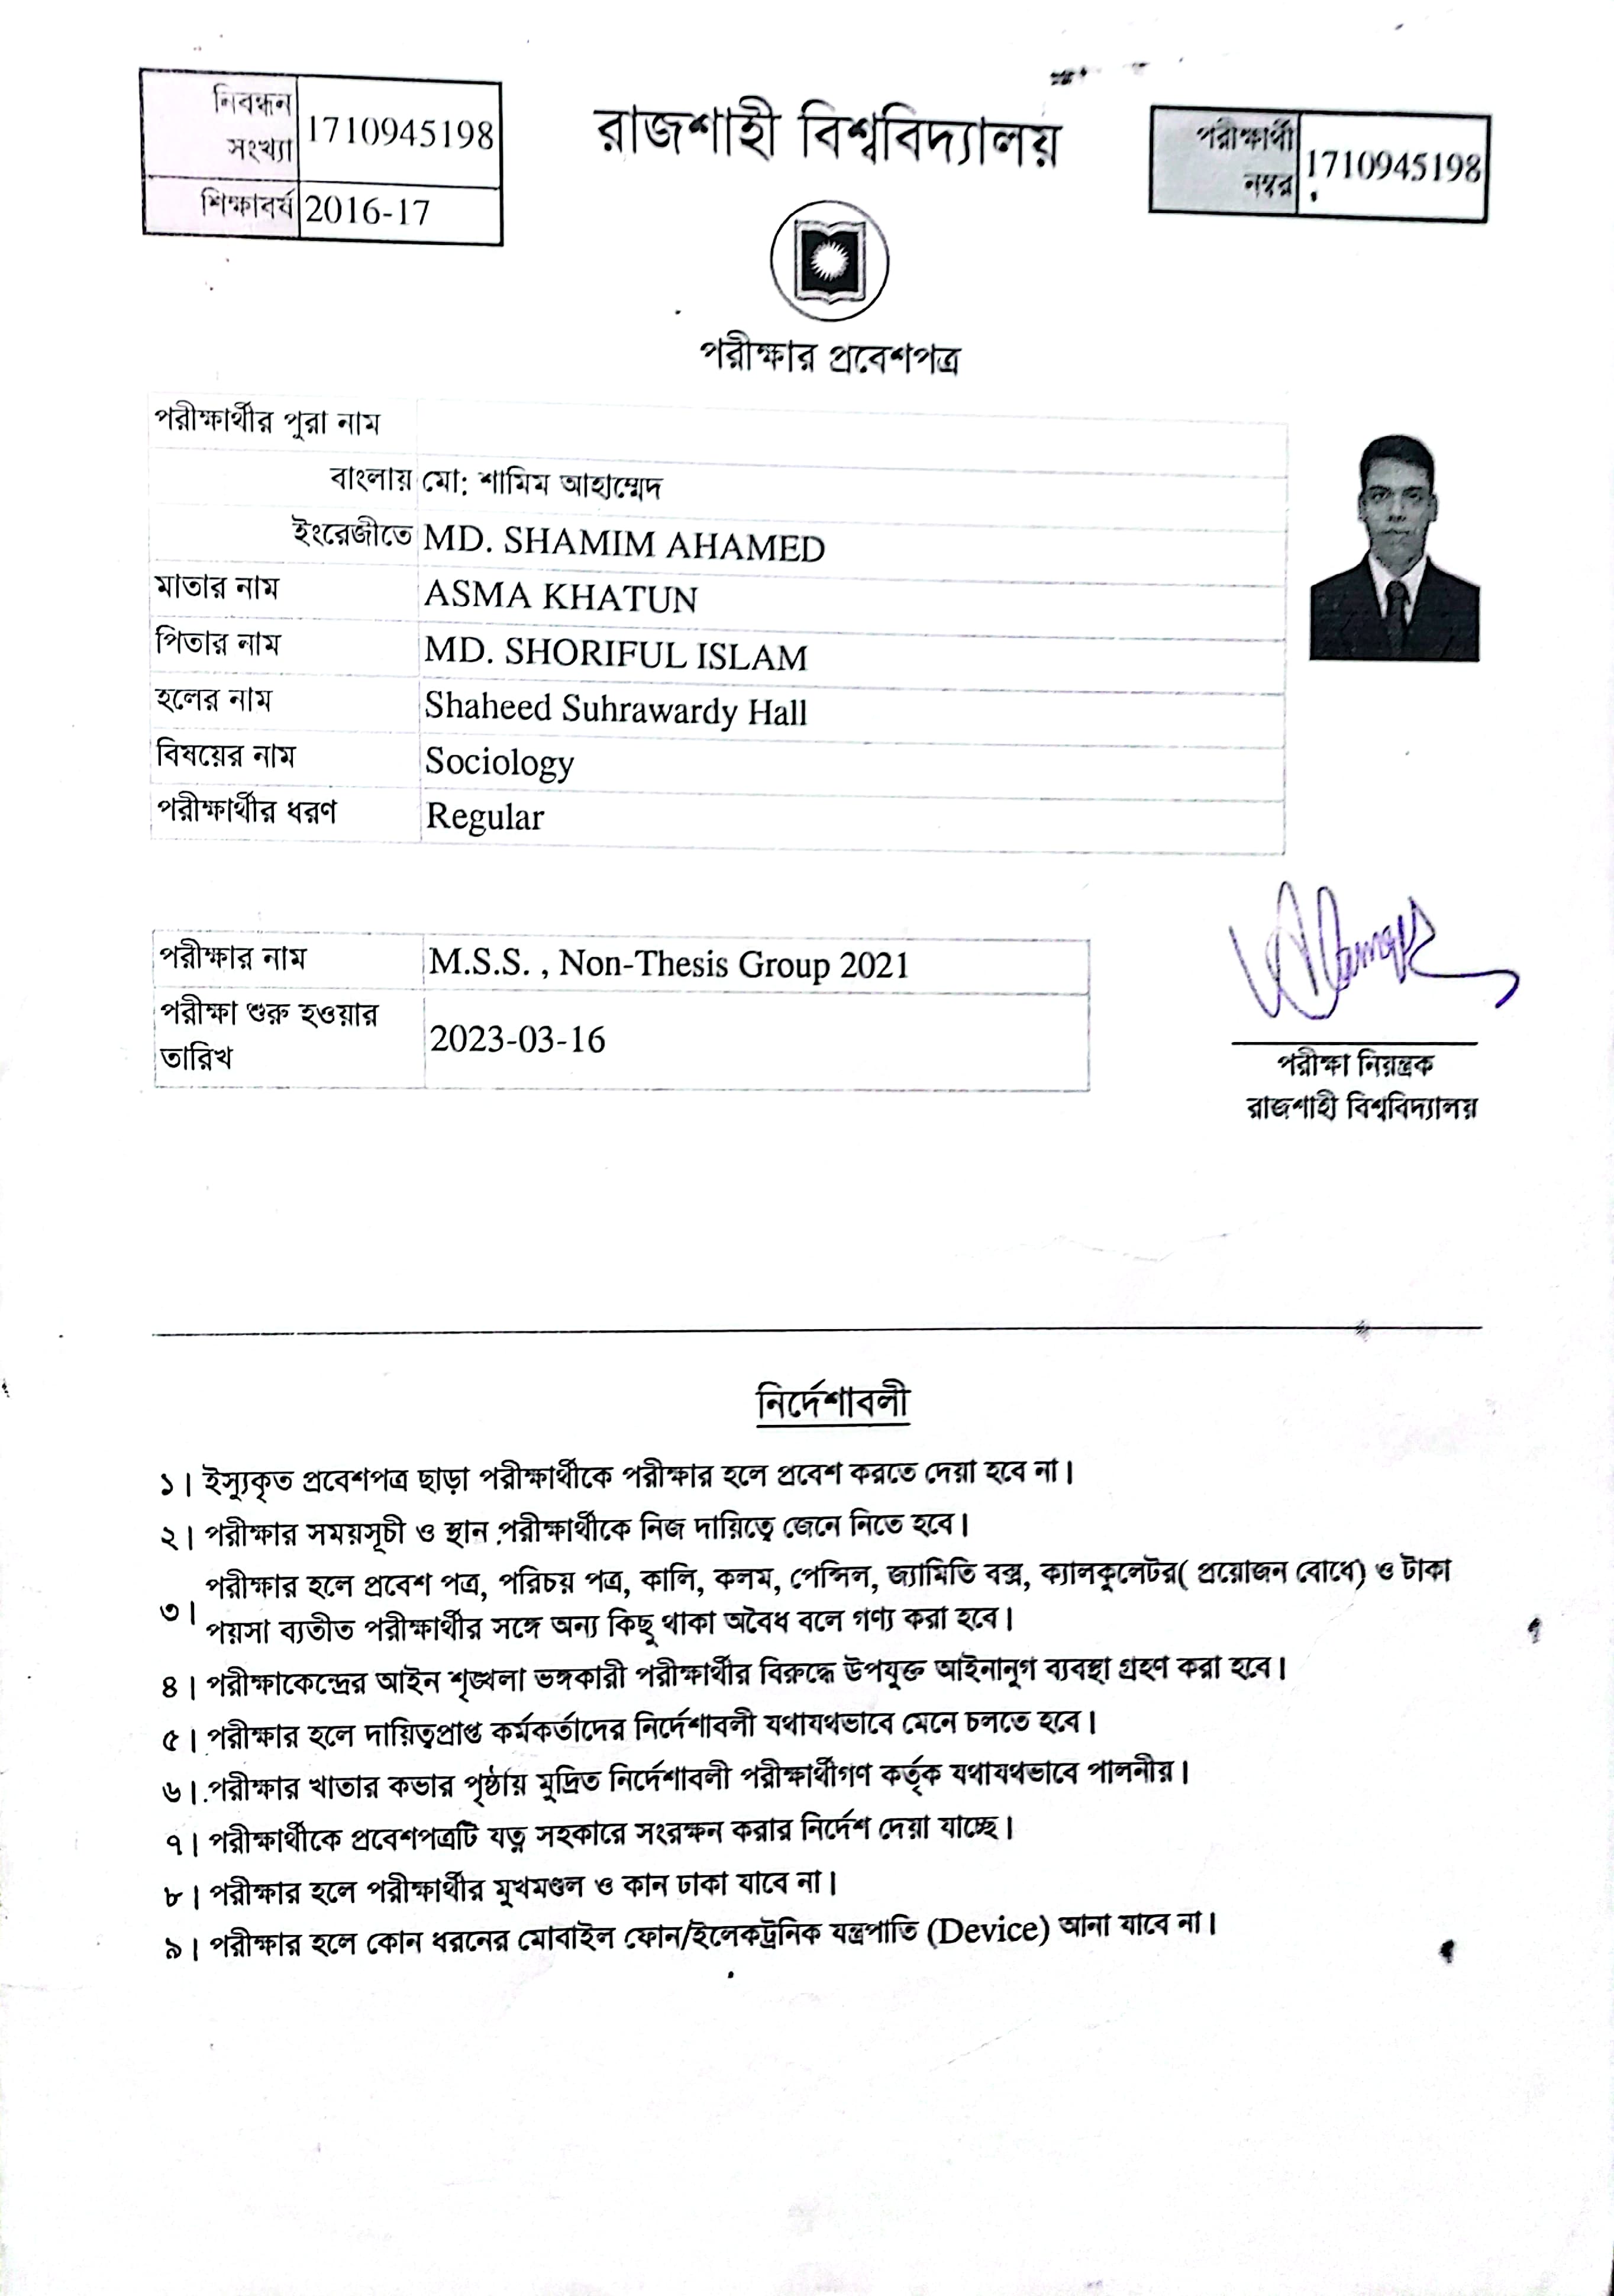 নিবন্ধন সংখ্যা 1710945198
শিক্ষাবর্ষ 2016-17
রাজশাহী বিশ্ববিদ্যালয়
পরীক্ষার্থী নম্বর 1710945198
পরীক্ষার প্রবেশপত্র
পরীক্ষার্থীর পুরা নাম
বাংলায় মো: শামিম আহাম্মেদ
ইংরেজীতে MD. SHAMIM AHAMED
মাতার নাম ASMA KHATUN
পিতার নাম MD. SHORIFUL ISLAM
হলের নাম Shaheed Suhrawardy Hall
বিষয়ের নাম Sociology
পরীক্ষার্থীর ধরণ Regular
পরীক্ষার নাম M.S.S. , Non-Thesis Group 2021
পরীক্ষা শুরু হওয়ার তারিখ 2023-03-16
পরীক্ষা নিয়ন্ত্রক
রাজশাহী বিশ্ববিদ্যালয়
নির্দেশাবলী
১। ইস্যুকৃত প্রবেশপত্র ছাড়া পরীক্ষার্থীকে পরীক্ষার হলে প্রবেশ করতে দেয়া হবে না।
২। পরীক্ষার সময়সূচী ও স্থান পরীক্ষার্থীকে নিজ দায়িত্বে জেনে নিতে হবে।
৩। পরীক্ষার হলে প্রবেশ পত্র, পরিচয় পত্র, কালি, কলম, পেন্সিল, জ্যামিতি বক্স, ক্যালকুলেটর( প্রয়োজন বোধে) ও টাকা
পয়সা ব্যতীত পরীক্ষার্থীর সঙ্গে অন্য কিছু থাকা অবৈধ বলে গণ্য করা হবে।
৪। পরীক্ষাকেন্দ্রের আইন শৃঙ্খলা ভঙ্গকারী পরীক্ষার্থীর বিরুদ্ধে উপযুক্ত আইনানুগ ব্যবস্থা গ্রহণ করা হবে।
৫। পরীক্ষার হলে দায়িত্বপ্রাপ্ত কর্মকর্তাদের নির্দেশাবলী যথাযথভাবে মেনে চলতে হবে।
৬। পরীক্ষার খাতার কভার পৃষ্ঠায় মুদ্রিত নির্দেশাবলী পরীক্ষার্থীগণ কর্তৃক যথাযথভাবে পালনীয়।
৭। পরীক্ষার্থীকে প্রবেশপত্রটি যত্ন সহকারে সংরক্ষন করার নির্দেশ দেয়া যাচ্ছে।
৮। পরীক্ষার হলে পরীক্ষার্থীর মুখমণ্ডল ও কান ঢাকা যাবে না।
৯। পরীক্ষার হলে কোন ধরনের মোবাইল ফোন/ইলেকট্রনিক যন্ত্রপাতি (Device) আনা যাবে না।